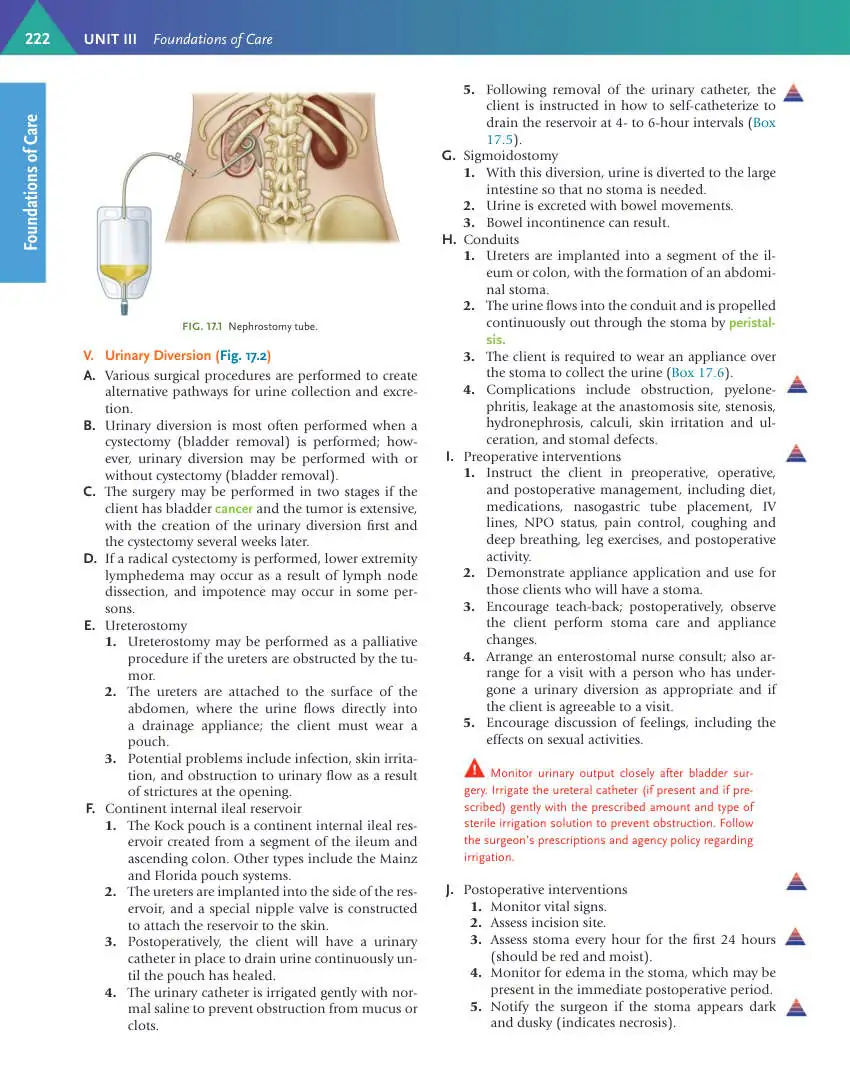 222
UNIT III Foundations of Care
Foundations of Care
FIG. 17.1 Nephrostomy tube.
V. Urinary Diversion (Fig. 17.2)
A. Various surgical procedures are performed to create
alternative pathways for urine collection and excre-
tion.
B. Urinary diversion is most often performed when a
cystectomy (bladder removal) is performed; how-
ever, urinary diversion may be performed with or
without cystectomy (bladder removal).
C. The surgery may be performed in two stages if the
client has bladder cancer and the tumor is extensive,
with the creation of the urinary diversion first and
the cystectomy several weeks later.
D. If a radical cystectomy is performed, lower extremity
lymphedema may occur as a result of lymph node
dissection, and impotence may occur in some per-
sons.
E. Ureterostomy
1. Ureterostomy may be performed as a palliative
procedure if the ureters are obstructed by the tu-
mor.
2. The ureters are attached to the surface of the
abdomen, where the urine flows directly into
a drainage appliance; the client must wear a
pouch.
3. Potential problems include infection, skin irrita-
tion, and obstruction to urinary flow as a result
of strictures at the opening.
F. Continent internal ileal reservoir
1. The Kock pouch is a continent internal ileal res-
ervoir created from a segment of the ileum and
ascending colon. Other types include the Mainz
and Florida pouch systems.
2. The ureters are implanted into the side of the res-
ervoir, and a special nipple valve is constructed
to attach the reservoir to the skin.
3. Postoperatively, the client will have a urinary
catheter in place to drain urine continuously un-
til the pouch has healed.
4. The urinary catheter is irrigated gently with nor-
mal saline to prevent obstruction from mucus or
clots.
5. Following removal of the urinary catheter, the
client is instructed in how to self-catheterize to
drain the reservoir at 4- to 6-hour intervals (Box
17.5).
G. Sigmoidostomy
1. With this diversion, urine is diverted to the large
intestine so that no stoma is needed.
2. Urine is excreted with bowel movements.
3. Bowel incontinence can result.
H. Conduits
1. Ureters are implanted into a segment of the il-
eum or colon, with the formation of an abdomi-
nal stoma.
2. The urine flows into the conduit and is propelled
continuously out through the stoma by peristal-
sis.
3. The client is required to wear an appliance over
the stoma to collect the urine (Box 17.6).
4. Complications include obstruction, pyelone-
phritis, leakage at the anastomosis site, stenosis,
hydronephrosis, calculi, skin irritation and ul-
ceration, and stomal defects.
I. Preoperative interventions
1. Instruct the client in preoperative, operative,
and postoperative management, including diet,
medications, nasogastric tube placement, IV
lines, NPO status, pain control, coughing and
deep breathing, leg exercises, and postoperative
activity.
2. Demonstrate appliance application and use for
those clients who will have a stoma.
3. Encourage teach-back; postoperatively, observe
the client perform stoma care and appliance
changes.
4. Arrange an enterostomal nurse consult; also ar-
range for a visit with a person who has under-
gone a urinary diversion as appropriate and if
the client is agreeable to a visit.
5. Encourage discussion of feelings, including the
effects on sexual activities.
! Monitor urinary output closely after bladder sur-
gery. Irrigate the ureteral catheter (if present and if pre-
scribed) gently with the prescribed amount and type of
sterile irrigation solution to prevent obstruction. Follow
the surgeon's prescriptions and agency policy regarding
irrigation.
J. Postoperative interventions
1. Monitor vital signs.
2. Assess incision site.
3. Assess stoma every hour for the first 24 hours
(should be red and moist).
4. Monitor for edema in the stoma, which may be
present in the immediate postoperative period.
5. Notify the surgeon if the stoma appears dark
and dusky (indicates necrosis).